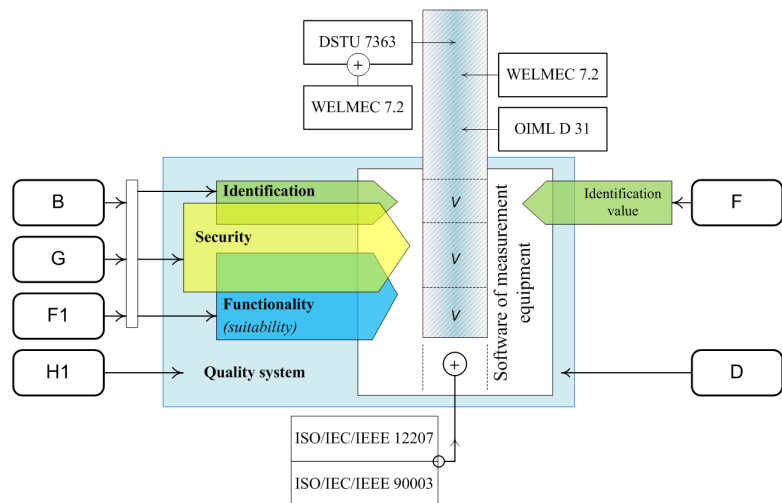 DSTU 7363
+
WELMEC 7.2
WELMEC 7.2
OIML D 31
B
G
F1
H1
Identification
Security
Functionality
(suitability)
Quality system
V
V
V
+
Software of measurement
equipment
Identification
value
F
D
ISO/IEC/IEEE 12207
ISO/IEC/IEEE 90003